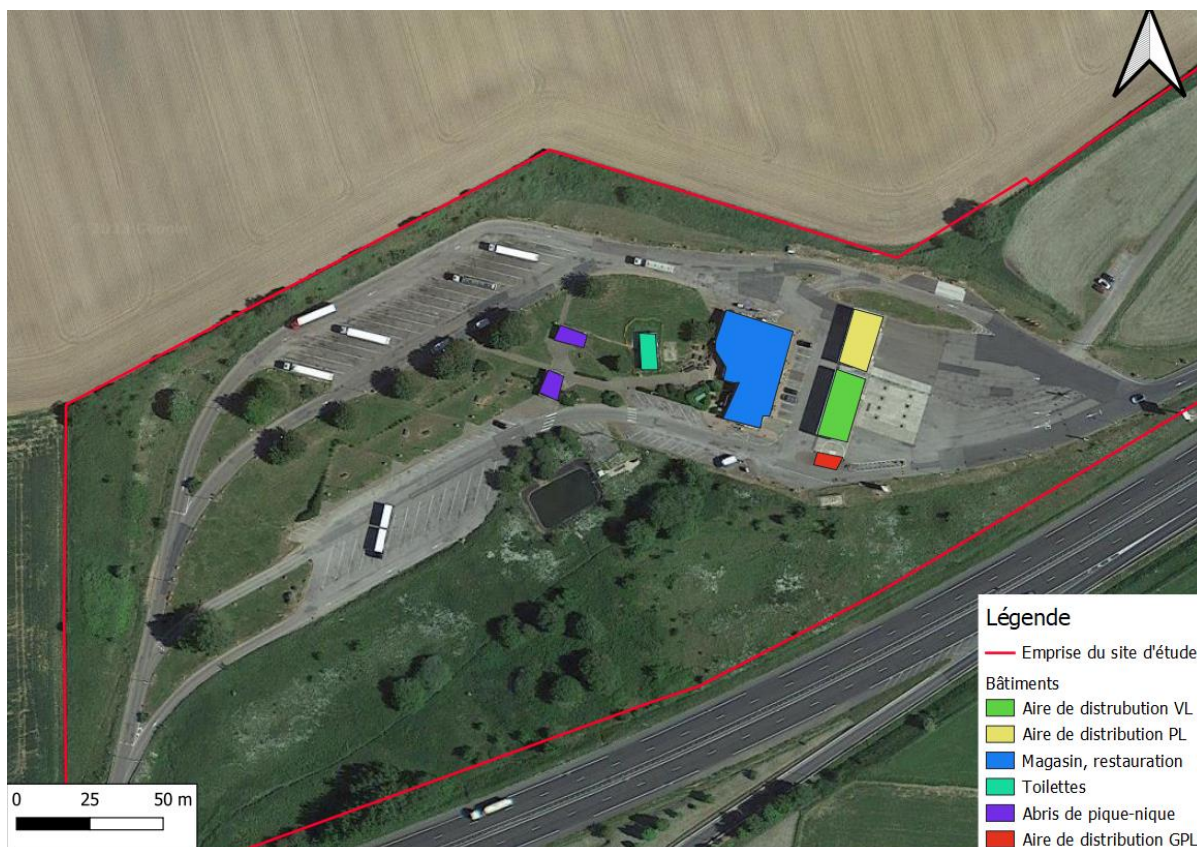 Légende
Emprise du site d'étude
Bâtiments
Aire de distrubution VL
Aire de distribution PL
Magasin, restauration
Toilettes
Abris de pique-nique
Aire de distribution GPL
0 25 50 m